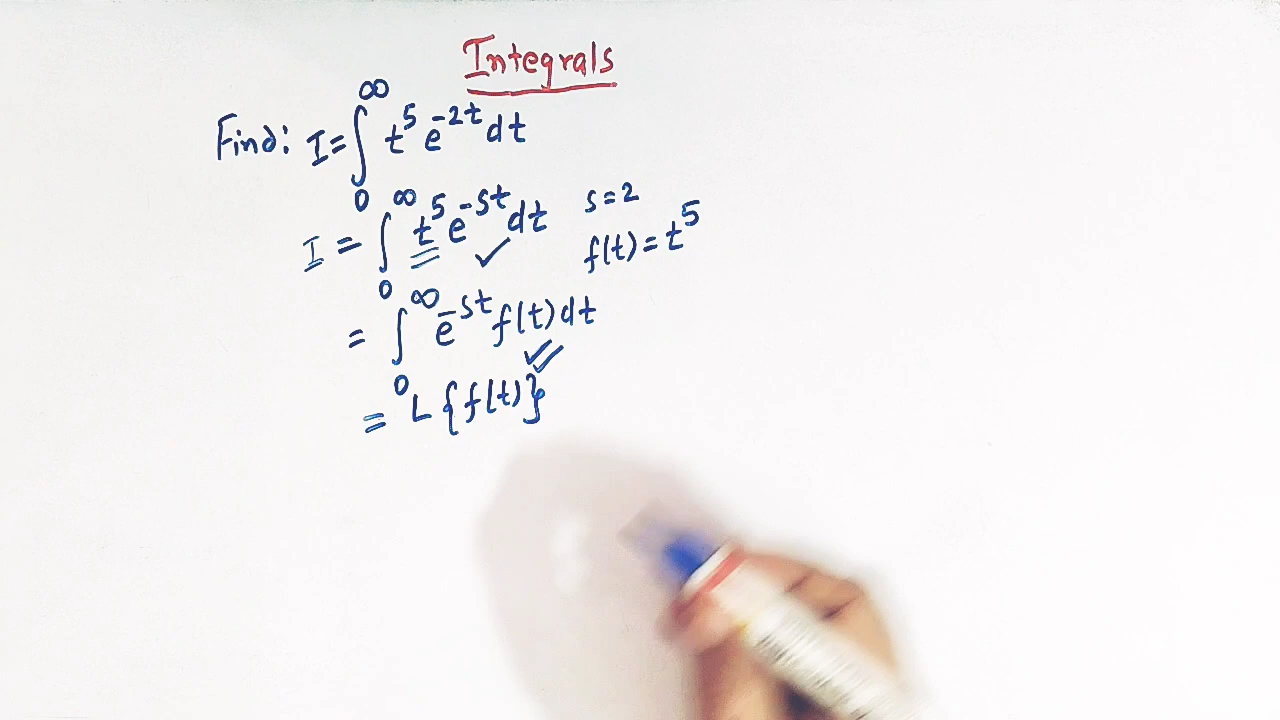 Integrals
Find: I = ∫₀^∞ t⁵ e^{-2t} dt
I = ∫₀^∞ t⁵ e^{-st} dt ✓ s = 2
f(t) = t⁵
= ∫₀^∞ e^{-st} f(t) dt ✓✓
= L {f(t)}